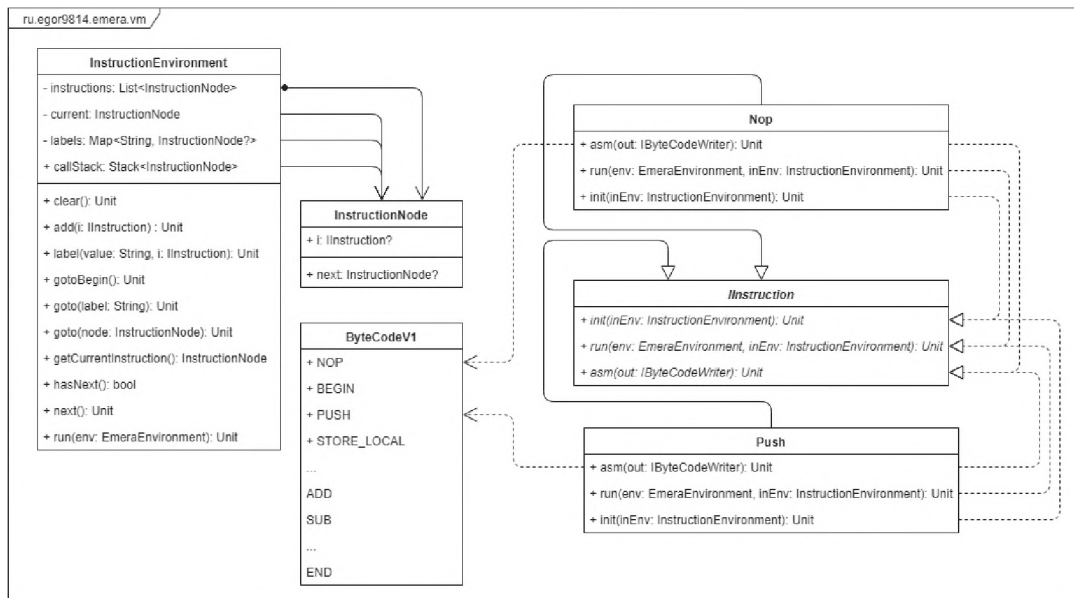 ru.egor9814.emera.vm
InstructionEnvironment
- instructions: List<InstructionNode>
- current: InstructionNode
- labels: Map<String, InstructionNode?>
+ callStack: Stack<InstructionNode>
+ clear(): Unit
+ add(i: IInstruction) : Unit
+ label(value: String, i: IInstruction): Unit
+ gotoBegin(): Unit
+ goto(label: String): Unit
+ goto(node: InstructionNode): Unit
+ getCurrentInstruction(): InstructionNode
+ hasNext(): bool
+ next(): Unit
+ run(env: EmeraEnvironment): Unit
InstructionNode
+ i: IInstruction?
+ next: InstructionNode?
ByteCodeV1
+ NOP
+ BEGIN
+ PUSH
+ STORE_LOCAL
...
ADD
SUB
...
END
Nop
+ asm(out: IByteCodeWriter): Unit
+ run(env: EmeraEnvironment, inEnv: InstructionEnvironment): Unit
+ init(inEnv: InstructionEnvironment): Unit
IInstruction
+ init(inEnv: InstructionEnvironment): Unit
+ run(env: EmeraEnvironment, inEnv: InstructionEnvironment): Unit
+ asm(out: IByteCodeWriter): Unit
Push
+ asm(out: IByteCodeWriter): Unit
+ run(env: EmeraEnvironment, inEnv: InstructionEnvironment): Unit
+ init(inEnv: InstructionEnvironment): Unit